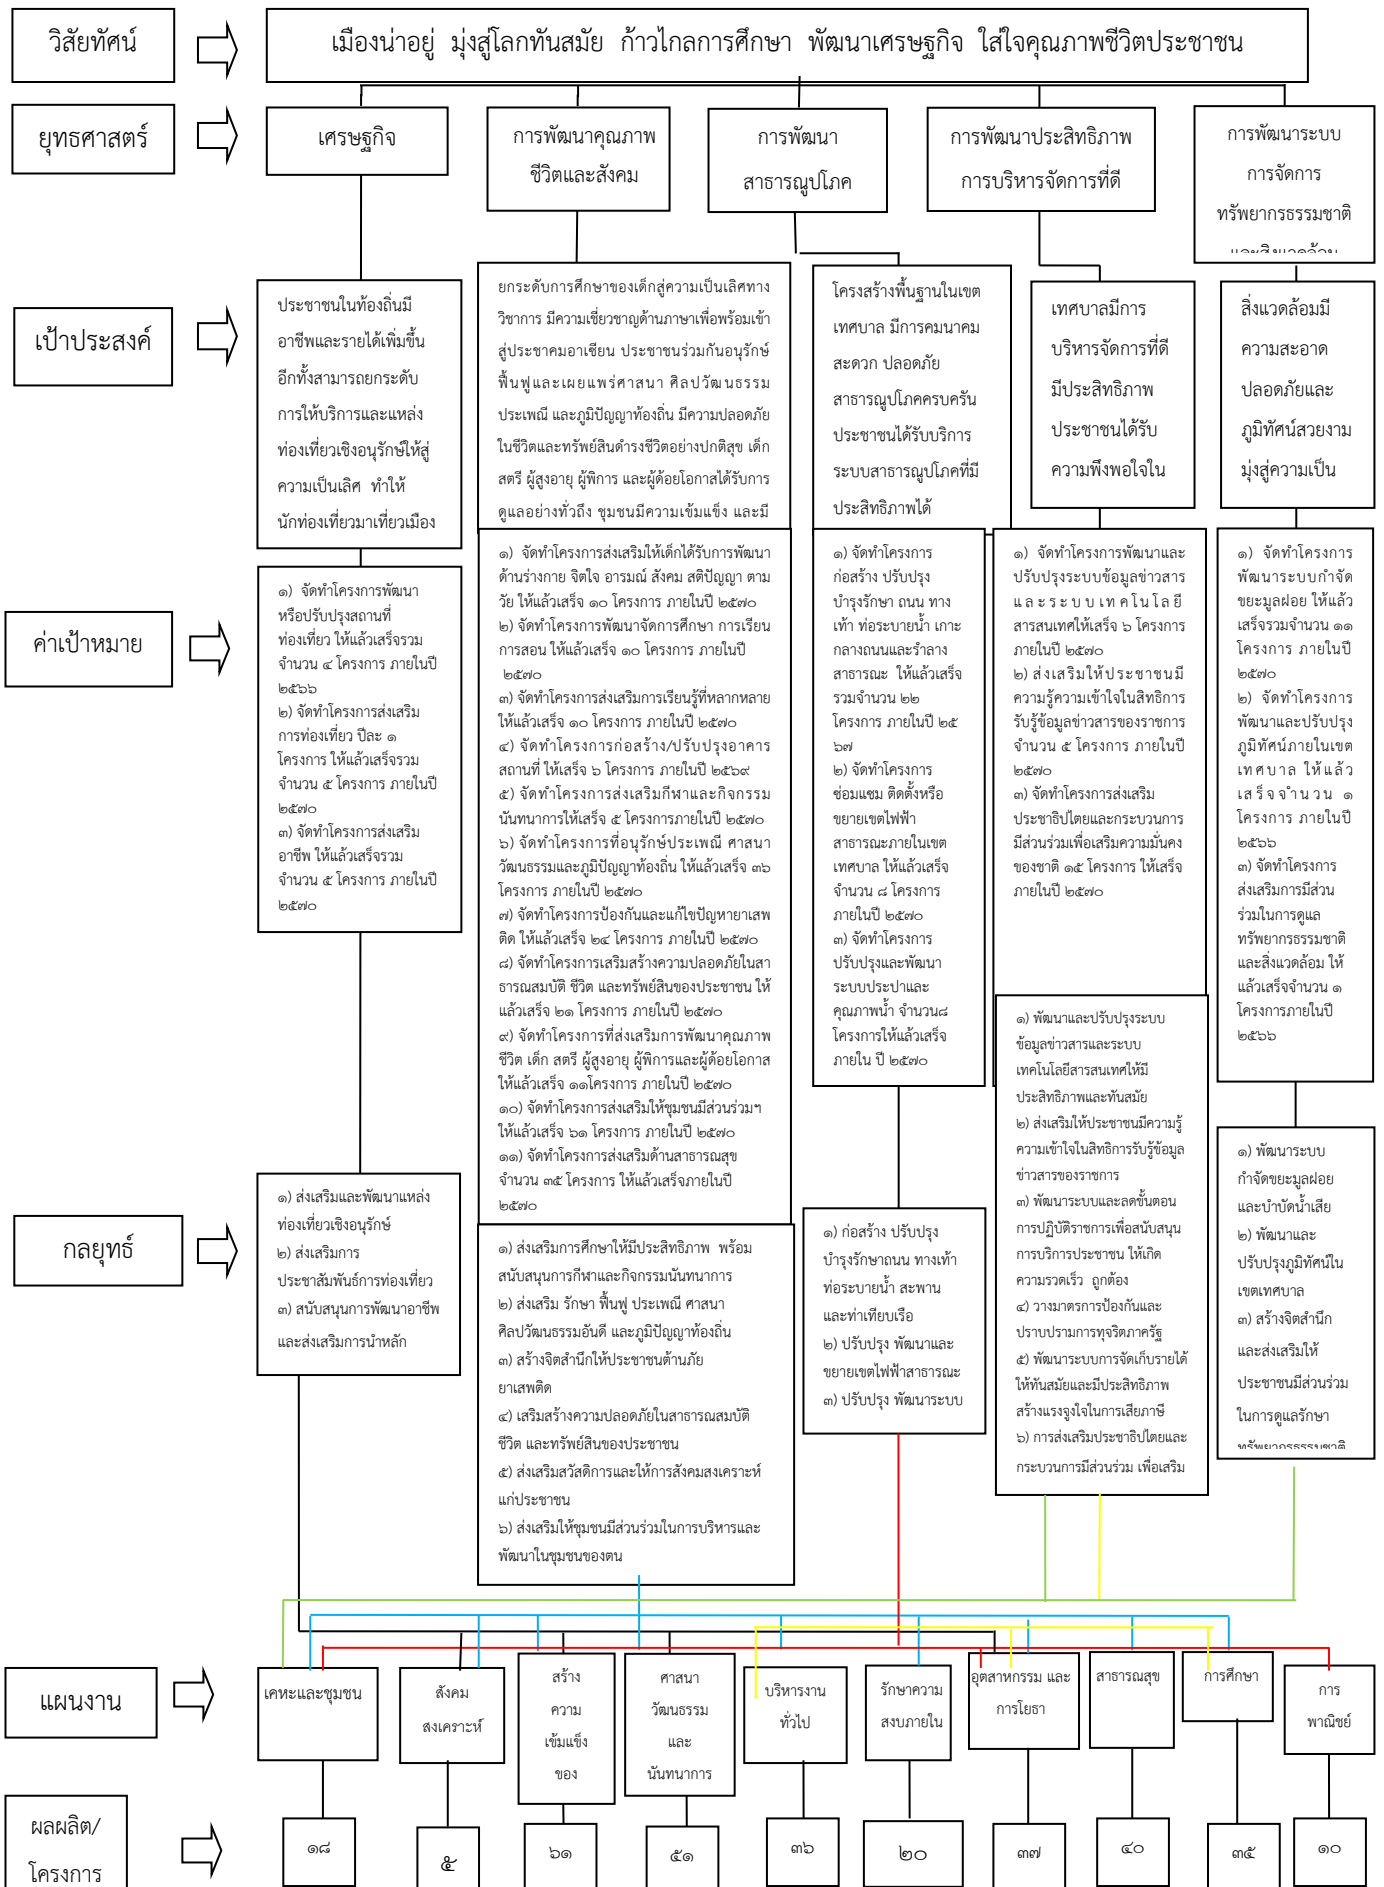 วิสัยทัศน์
เมืองน่าอยู่ มุ่งสู่โลกทันสมัย ก้าวไกลการศึกษา พัฒนาเศรษฐกิจ ใส่ใจคุณภาพชีวิตประชาชน
ยุทธศาสตร์
เศรษฐกิจ
การพัฒนาคุณภาพ
ชีวิตและสังคม
การพัฒนา
สาธารณูปโภค
การพัฒนาประสิทธิภาพ
การบริหารจัดการที่ดี
การพัฒนาระบบ
การจัดการ
ทรัพยากรธรรมชาติ
และสิ่งแวดล้อม
เป้าประสงค์
ประชาชนในท้องถิ่นมี
อาชีพและรายได้เพิ่มขึ้น
อีกทั้งสามารถยกระดับ
การให้บริการและแหล่ง
ท่องเที่ยวเชิงอนุรักษ์ให้สู่
ความเป็นเลิศ ทำให้
นักท่องเที่ยวมาเที่ยวเมือง
ยกระดับการศึกษาของเด็กสู่ความเป็นเลิศทาง
วิชาการ มีความเชี่ยวชาญด้านภาษาเพื่อพร้อมเข้า
สู่ประชาคมอาเซียน ประชาชนร่วมกันอนุรักษ์
ฟื้นฟูและเผยแพร่ศาสนา ศิลปวัฒนธรรม
ประเพณี และภูมิปัญญาท้องถิ่น มีความปลอดภัย
ในชีวิตและทรัพย์สินดำรงชีวิตอย่างปกติสุข เด็ก
สตรี ผู้สูงอายุ ผู้พิการ และผู้ด้อยโอกาสได้รับการ
ดูแลอย่างทั่วถึง ชุมชนมีความเข้มแข็ง และมี
โครงสร้างพื้นฐานในเขต
เทศบาล มีการคมนาคม
สะดวก ปลอดภัย
สาธารณูปโภคครบครัน
ประชาชนได้รับบริการ
ระบบสาธารณูปโภคที่มี
ประสิทธิภาพได้
เทศบาลมีการ
บริหารจัดการที่ดี
มีประสิทธิภาพ
ประชาชนได้รับ
ความพึงพอใจใน
สิ่งแวดล้อมมี
ความสะอาด
ปลอดภัยและ
ภูมิทัศน์สวยงาม
มุ่งสู่ความเป็น
ค่าเป้าหมาย
๑) จัดทำโครงการพัฒนา
หรือปรับปรุงสถานที่
ท่องเที่ยว ให้แล้วเสร็จรวม
จำนวน ๔ โครงการ ภายในปี
๒๕๖๖
๒) จัดทำโครงการส่งเสริม
การท่องเที่ยว ปีละ ๑
โครงการ ให้แล้วเสร็จรวม
จำนวน ๕ โครงการ ภายในปี
๒๕๗๐
๓) จัดทำโครงการส่งเสริม
อาชีพ ให้แล้วเสร็จรวม
จำนวน ๕ โครงการ ภายในปี
๒๕๗๐
๑) จัดทำโครงการส่งเสริมให้เด็กได้รับการพัฒนา
ด้านร่างกาย จิตใจ อารมณ์ สังคม สติปัญญา ตาม
วัย ให้แล้วเสร็จ ๑๐ โครงการ ภายในปี ๒๕๗๐
๒) จัดทำโครงการพัฒนาจัดการศึกษา การเรียน
การสอน ให้แล้วเสร็จ ๑๐ โครงการ ภายในปี
๒๕๗๐
๓) จัดทำโครงการส่งเสริมการเรียนรู้ที่หลากหลาย
ให้แล้วเสร็จ ๑๐ โครงการ ภายในปี ๒๕๗๐
๔) จัดทำโครงการก่อสร้าง/ปรับปรุงอาคาร
สถานที่ ให้เสร็จ ๖ โครงการ ภายในปี ๒๕๖๙
๕) จัดทำโครงการส่งเสริมกีฬาและกิจกรรม
นันทนาการให้เสร็จ ๕ โครงการภายในปี ๒๕๗๐
๖) จัดทำโครงการที่อนุรักษ์ประเพณี ศาสนา
วัฒนธรรมและภูมิปัญญาท้องถิ่น ให้แล้วเสร็จ ๓๖
โครงการ ภายในปี ๒๕๗๐
๗) จัดทำโครงการป้องกันและแก้ไขปัญหายาเสพ
ติด ให้แล้วเสร็จ ๒๔ โครงการ ภายในปี ๒๕๗๐
๘) จัดทำโครงการเสริมสร้างความปลอดภัยในสา
ธารณสมบัติ ชีวิต และทรัพย์สินของประชาชน ให้
แล้วเสร็จ ๒๑ โครงการ ภายในปี ๒๕๗๐
๙) จัดทำโครงการที่ส่งเสริมการพัฒนาคุณภาพ
ชีวิต เด็ก สตรี ผู้สูงอายุ ผู้พิการและผู้ด้อยโอกาส
ให้แล้วเสร็จ ๑๑โครงการ ภายในปี ๒๕๗๐
๑๐) จัดทำโครงการส่งเสริมให้ชุมชนมีส่วนร่วมฯ
ให้แล้วเสร็จ ๖๑ โครงการ ภายในปี ๒๕๗๐
๑๑) จัดทำโครงการส่งเสริมด้านสาธารณสุข
จำนวน ๓๕ โครงการ ให้แล้วเสร็จภายในปี
๒๕๗๐
๑) จัดทำโครงการ
ก่อสร้าง ปรับปรุง
บำรุงรักษา ถนน ทาง
เท้า ท่อระบายน้ำ เกาะ
กลางถนนและรำลาง
สาธารณะ ให้แล้วเสร็จ
รวมจำนวน ๒๒
โครงการ ภายในปี ๒๕
๖๗
๒) จัดทำโครงการ
ซ่อมแซม ติดตั้งหรือ
ขยายเขตไฟฟ้า
สาธารณะภายในเขต
เทศบาล ให้แล้วเสร็จ
จำนวน ๘ โครงการ
ภายในปี ๒๕๗๐
๓) จัดทำโครงการ
ปรับปรุงและพัฒนา
ระบบประปาและ
คุณภาพน้ำ จำนวน๘
โครงการให้แล้วเสร็จ
ภายใน ปี ๒๕๗๐
๑) จัดทำโครงการพัฒนาและ
ปรับปรุงระบบข้อมูลข่าวสาร
และระบบเทคโนโลยี
สารสนเทศให้เสร็จ ๖ โครงการ
ภายในปี ๒๕๗๐
๒) ส่งเสริมให้ประชาชนมี
ความรู้ความเข้าใจในสิทธิการ
รับรู้ข้อมูลข่าวสารของราชการ
จำนวน ๕ โครงการ ภายในปี
๒๕๗๐
๓) จัดทำโครงการส่งเสริม
ประชาธิปไตยและกระบวนการ
มีส่วนร่วมเพื่อเสริมความมั่นคง
ของชาติ ๑๕ โครงการ ให้เสร็จ
ภายในปี ๒๕๗๐
๑) จัดทำโครงการ
พัฒนาระบบกำจัด
ขยะมูลฝอย ให้แล้ว
เสร็จรวมจำนวน ๑๑
โครงการ ภายในปี
๒๕๗๐
๒) จัดทำโครงการ
พัฒนาและปรับปรุง
ภูมิทัศน์ภายในเขต
เทศบาล ให้แล้ว
เสร็จจำนวน ๑
โครงการ ภายในปี
๒๕๖๖
๓) จัดทำโครงการ
ส่งเสริมการมีส่วน
ร่วมในการดูแล
ทรัพยากรธรรมชาติ
และสิ่งแวดล้อม ให้
แล้วเสร็จจำนวน ๑
โครงการภายในปี
๒๕๖๖
กลยุทธ์
๑) ส่งเสริมและพัฒนาแหล่ง
ท่องเที่ยวเชิงอนุรักษ์
๒) ส่งเสริมการ
ประชาสัมพันธ์การท่องเที่ยว
๓) สนับสนุนการพัฒนาอาชีพ
และส่งเสริมการนำหลัก
๑) ส่งเสริมการศึกษาให้มีประสิทธิภาพ พร้อม
สนับสนุนการกีฬาและกิจกรรมนันทนาการ
๒) ส่งเสริม รักษา ฟื้นฟู ประเพณี ศาสนา
ศิลปวัฒนธรรมอันดี และภูมิปัญญาท้องถิ่น
๓) สร้างจิตสำนึกให้ประชาชนต้านภัย
ยาเสพติด
๔) เสริมสร้างความปลอดภัยในสาธารณสมบัติ
ชีวิต และทรัพย์สินของประชาชน
๕) ส่งเสริมสวัสดิการและให้การสังคมสงเคราะห์
แก่ประชาชน
๖) ส่งเสริมให้ชุมชนมีส่วนร่วมในการบริหารและ
พัฒนาในชุมชนของตน
๑) ก่อสร้าง ปรับปรุง
บำรุงรักษาถนน ทางเท้า
ท่อระบายน้ำ สะพาน
และท่าเทียบเรือ
๒) ปรับปรุง พัฒนาและ
ขยายเขตไฟฟ้าสาธารณะ
๓) ปรับปรุง พัฒนาระบบ
๑) พัฒนาและปรับปรุงระบบ
ข้อมูลข่าวสารและระบบ
เทคโนโลยีสารสนเทศให้มี
ประสิทธิภาพและทันสมัย
๒) ส่งเสริมให้ประชาชนมีความรู้
ความเข้าใจในสิทธิการรับรู้ข้อมูล
ข่าวสารของราชการ
๓) พัฒนาระบบและลดขั้นตอน
การปฏิบัติราชการเพื่อสนับสนุน
การบริการประชาชน ให้เกิด
ความรวดเร็ว ถูกต้อง
๔) วางมาตรการป้องกันและ
ปราบปรามการทุจริตภาครัฐ
๕) พัฒนาระบบการจัดเก็บรายได้
ให้ทันสมัยและมีประสิทธิภาพ
สร้างแรงจูงใจในการเสียภาษี
๖) การส่งเสริมประชาธิปไตยและ
กระบวนการมีส่วนร่วม เพื่อเสริม
๑) พัฒนาระบบ
กำจัดขยะมูลฝอย
และบำบัดน้ำเสีย
๒) พัฒนาและ
ปรับปรุงภูมิทัศน์ใน
เขตเทศบาล
๓) สร้างจิตสำนึก
และส่งเสริมให้
ประชาชนมีส่วนร่วม
ในการดูแลรักษา
ทรัพยากรธรรมชาติ
แผนงาน
เคหะและชุมชน
สังคม
สงเคราะห์
สร้าง
ความ
เข้มแข็ง
ของ
ศาสนา
วัฒนธรรม
และ
นันทนาการ
บริหารงาน
ทั่วไป
รักษาความ
สงบภายใน
อุตสาหกรรม และ
การโยธา
สาธารณสุข
การศึกษา
การ
พาณิชย์
ผลผลิต/
โครงการ
๑๘
๕
๖๑
๕๑
๓๖
๒๐
๓๗
๔๐
๓๕
๑๐